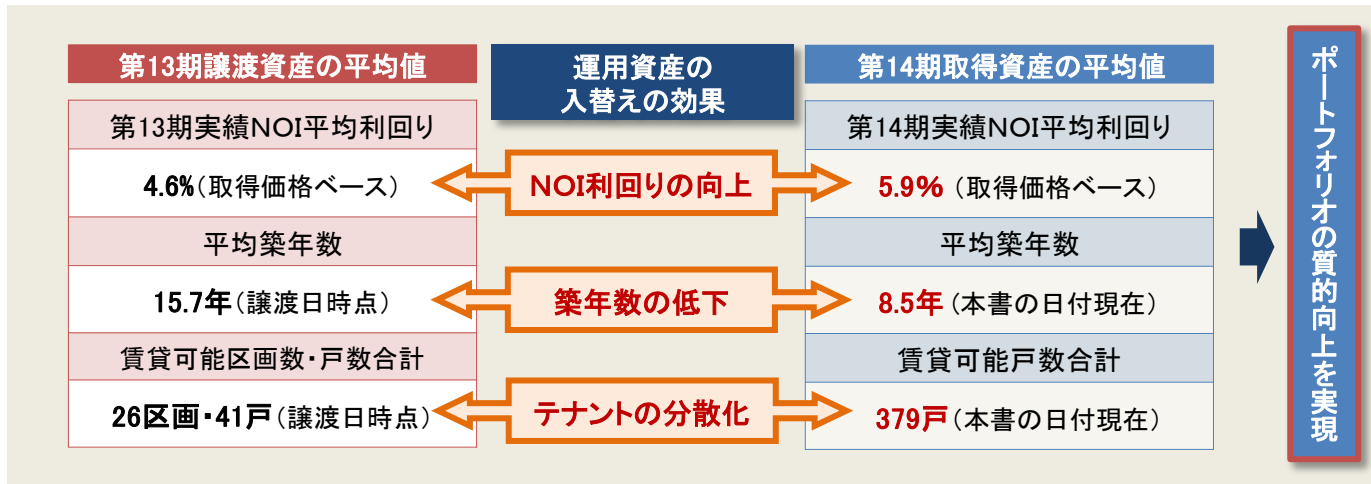 第13期譲渡資産の平均値
第13期実績NOI平均利回り
4.6%(取得価格ベース)
平均築年数
15.7年(譲渡日時点)
賃貸可能区画数・戸数合計
26区画・41戸(譲渡日時点)
運用資産の
入替えの効果
NOI利回りの向上
築年数の低下
テナントの分散化
第14期取得資産の平均値
第14期実績NOI平均利回り
5.9% (取得価格ベース)
平均築年数
8.5年(本書の日付現在)
賃貸可能戸数合計
379戸(本書の日付現在)
ポートフォリオの質的向上を実現